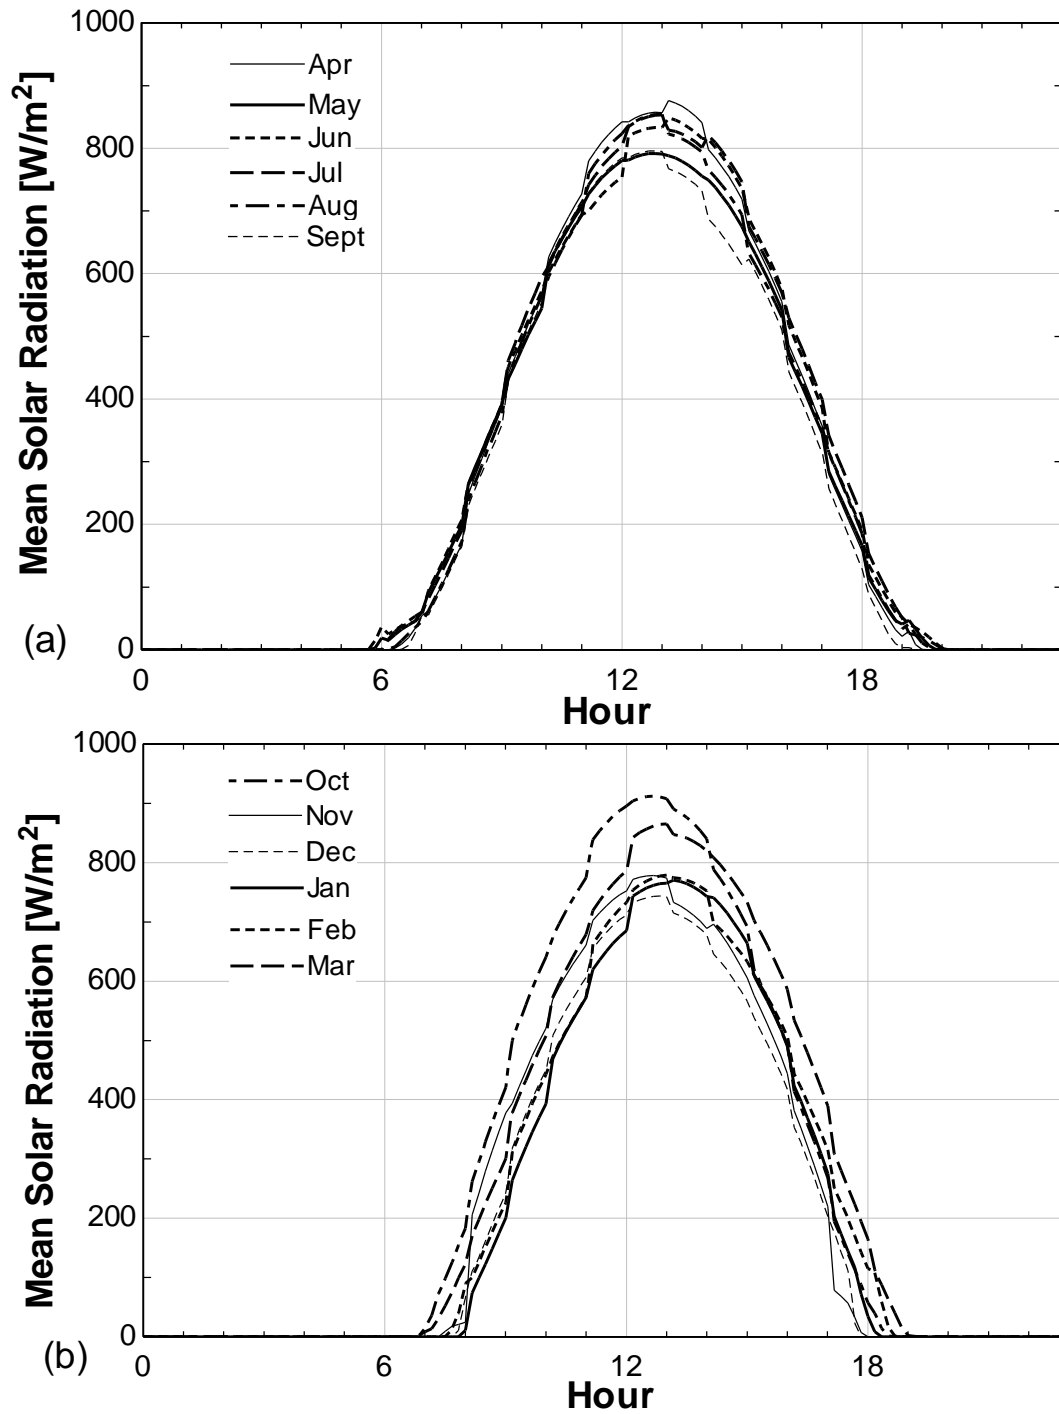 1000
800
600
400
200
0
Mean Solar Radiation [W/m²]
Apr
May
Jun
Jul
Aug
Sept
(a)
0 6 12 18
Hour
1000
800
600
400
200
0
Mean Solar Radiation [W/m²]
Oct
Nov
Dec
Jan
Feb
Mar
(b)
0 6 12 18
Hour